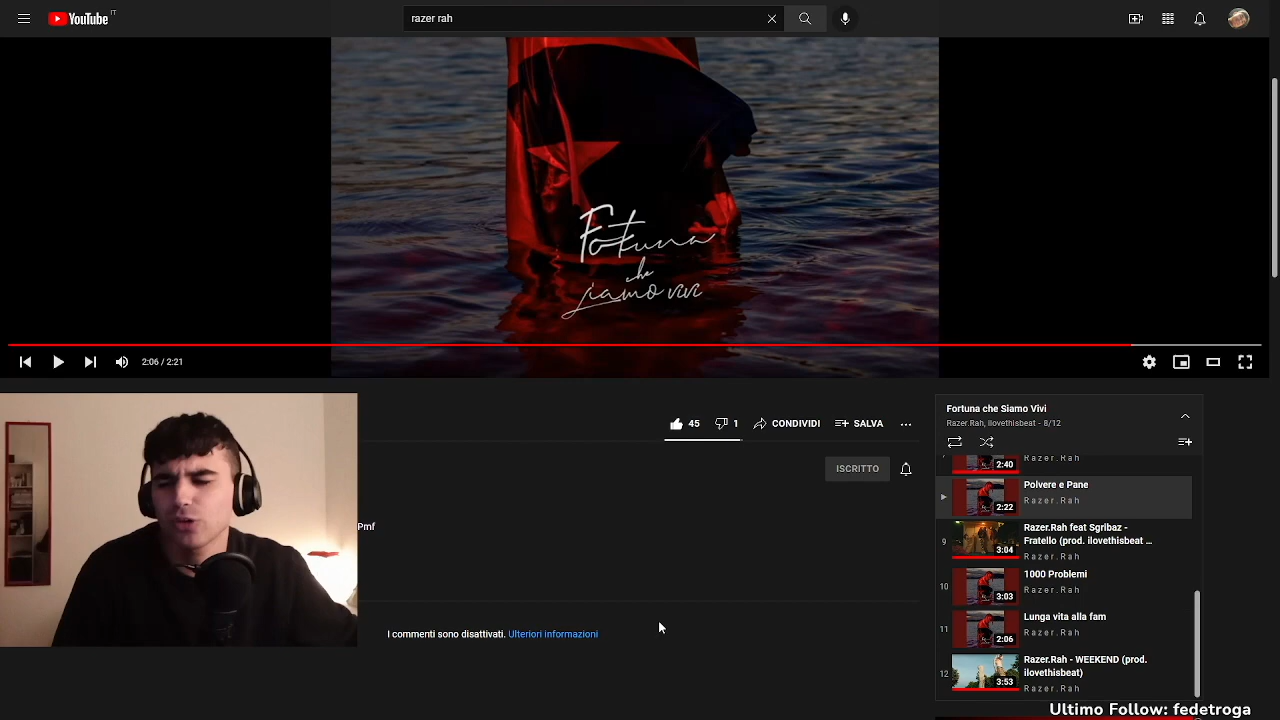 YouTube IT
razer rah
Fortuna
che
siamo vivi
2:06 / 2:21
45
1
CONDIVIDI
SALVA
ISCRITTO
Pmf
I commenti sono disattivati. Ulteriori informazioni
Fortuna che Siamo Vivi
Razer.Rah, ilovethisbeat - 8/12
2:40
Razer.Rah
Polvere e Pane
Razer.Rah
2:22
9
Razer.Rah feat Sgribaz -
Fratello (prod. ilovethisbeat ...
Razer.Rah
3:04
10
1000 Problemi
Razer.Rah
3:03
11
Lunga vita alla fam
Razer.Rah
2:06
12
Razer.Rah - WEEKEND (prod.
ilovethisbeat)
Razer.Rah
3:53
Ultimo Follow: fedetroga